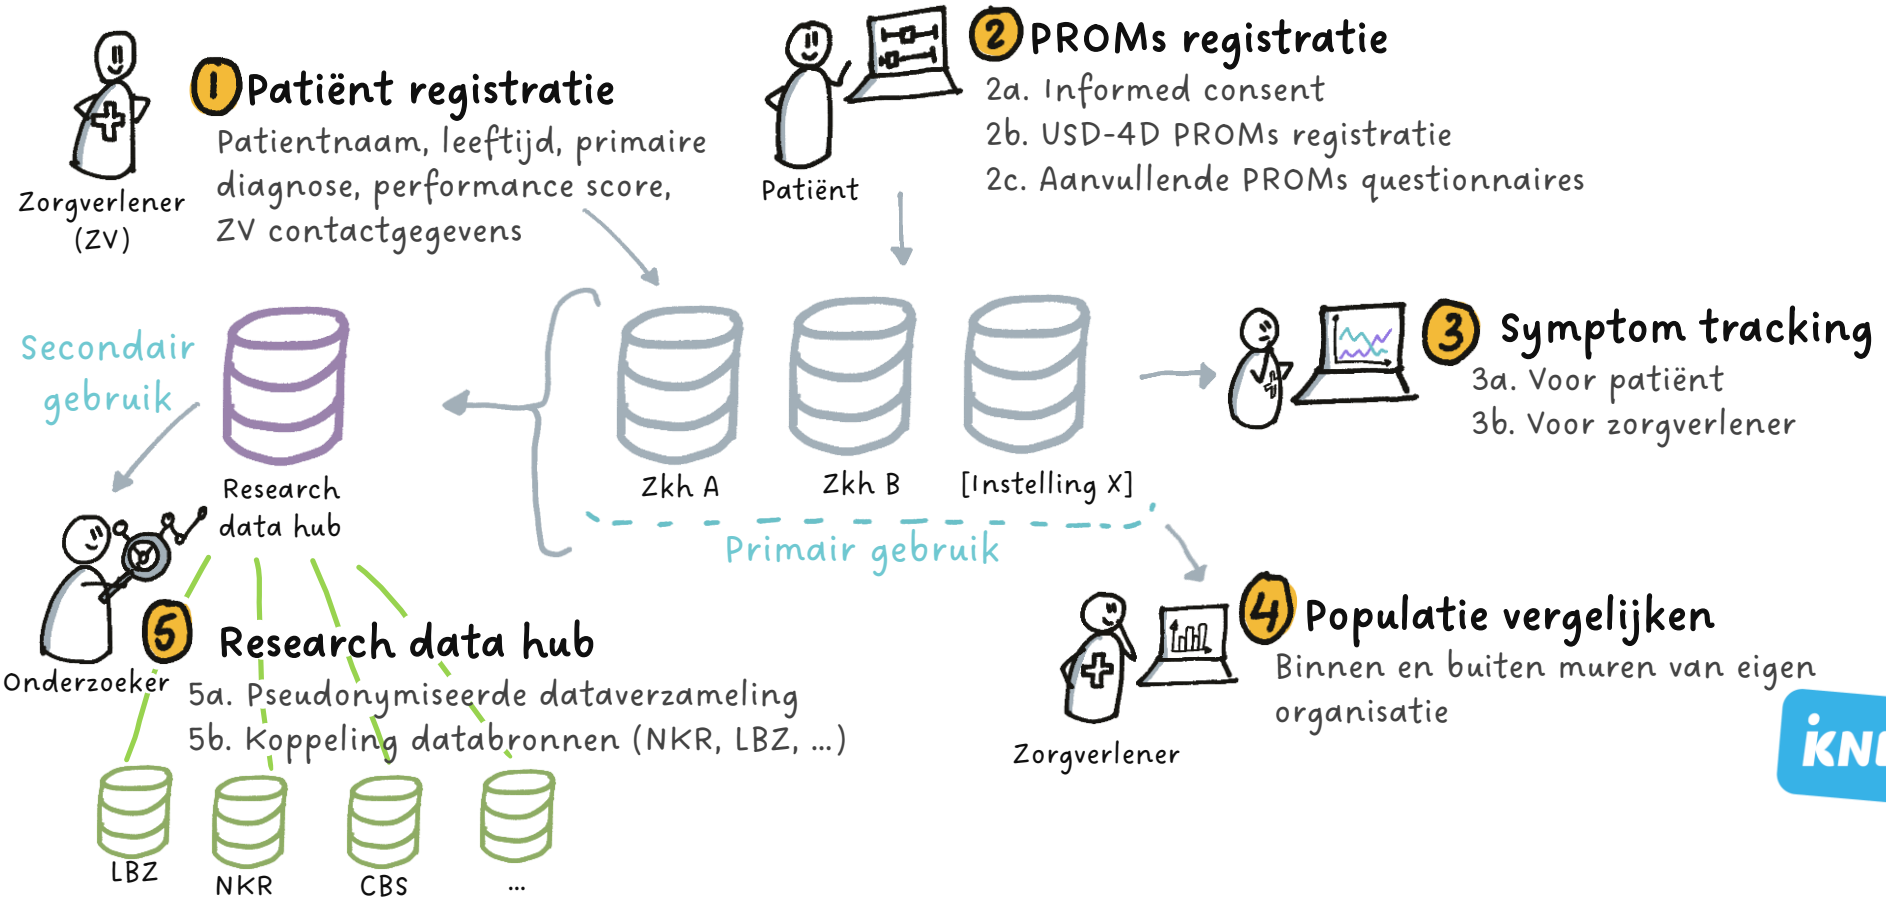 1 Patiënt registratie
Patientnaam, leeftijd, primaire
diagnose, performance score,
ZV contactgegevens
Zorgverlener
(ZV)
2 PROMs registratie
2a. Informed consent
2b. USD-4D PROMs registratie
2c. Aanvullende PROMs questionnaires
Patiënt
Secondair
gebruik
Research
data hub
Zkh A
Zkh B
[Instelling X]
Primair gebruik
3 Symptom tracking
3a. Voor patiënt
3b. Voor zorgverlener
4 Populatie vergelijken
Binnen en buiten muren van eigen
organisatie
Zorgverlener
Onderzoeker
5 Research data hub
5a. Pseudonymiseerde dataverzameling
5b. Koppeling databronnen (NKR, LBZ, ...)
LBZ
NKR
CBS
...